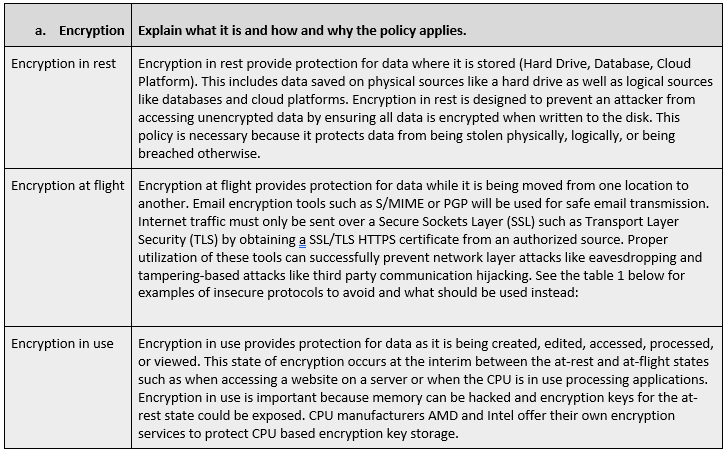 a. Encryption Explain what it is and how and why the policy applies.
Encryption in rest
Encryption in rest provide protection for data where it is stored (Hard Drive, Database, Cloud
Platform). This includes data saved on physical sources like a hard drive as well as logical sources
like databases and cloud platforms. Encryption in rest is designed to prevent an attacker from
accessing unencrypted data by ensuring all data is encrypted when written to the disk. This
policy is necessary because it protects data from being stolen physically, logically, or being
breached otherwise.
Encryption at flight
Encryption at flight provides protection for data while it is being moved from one location to
another. Email encryption tools such as S/MIME or PGP will be used for safe email transmission.
Internet traffic must only be sent over a Secure Sockets Layer (SSL) such as Transport Layer
Security (TLS) by obtaining a SSL/TLS HTTPS certificate from an authorized source. Proper
utilization of these tools can successfully prevent network layer attacks like eavesdropping and
tampering-based attacks like third party communication hijacking. See the table 1 below for
examples of insecure protocols to avoid and what should be used instead:
Encryption in use
Encryption in use provides protection for data as it is being created, edited, accessed, processed,
or viewed. This state of encryption occurs at the interim between the at-rest and at-flight states
such as when accessing a website on a server or when the CPU is in use processing applications.
Encryption in use is important because memory can be hacked and encryption keys for the at-
rest state could be exposed. CPU manufacturers AMD and Intel offer their own encryption
services to protect CPU based encryption key storage.